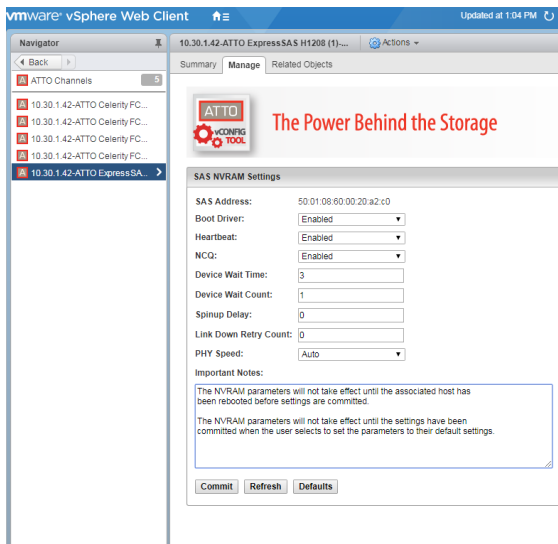 vmware® vSphere Web Client
Updated at 1:04 PM
Navigator
Back
ATTO Channels 5
10.30.1.42-ATTO Celerity FC...
10.30.1.42-ATTO Celerity FC...
10.30.1.42-ATTO Celerity FC...
10.30.1.42-ATTO Celerity FC...
10.30.1.42-ATTO ExpressSA...
10.30.1.42-ATTO ExpressSAS H1208 (1)-...
Actions
Summary Manage Related Objects
ATTO
vCONFIG
TOOL
The Power Behind the Storage
SAS NVRAM Settings
SAS Address: 50:01:08:60:00:20:a2:c0
Boot Driver: Enabled
Heartbeat: Enabled
NCQ: Enabled
Device Wait Time: 3
Device Wait Count: 1
Spinup Delay: 0
Link Down Retry Count: 0
PHY Speed: Auto
Important Notes:
The NVRAM parameters will not take effect until the associated host has
been rebooted before settings are committed.
The NVRAM parameters will not take effect until the settings have been
committed when the user selects to set the parameters to their default settings.
Commit Refresh Defaults